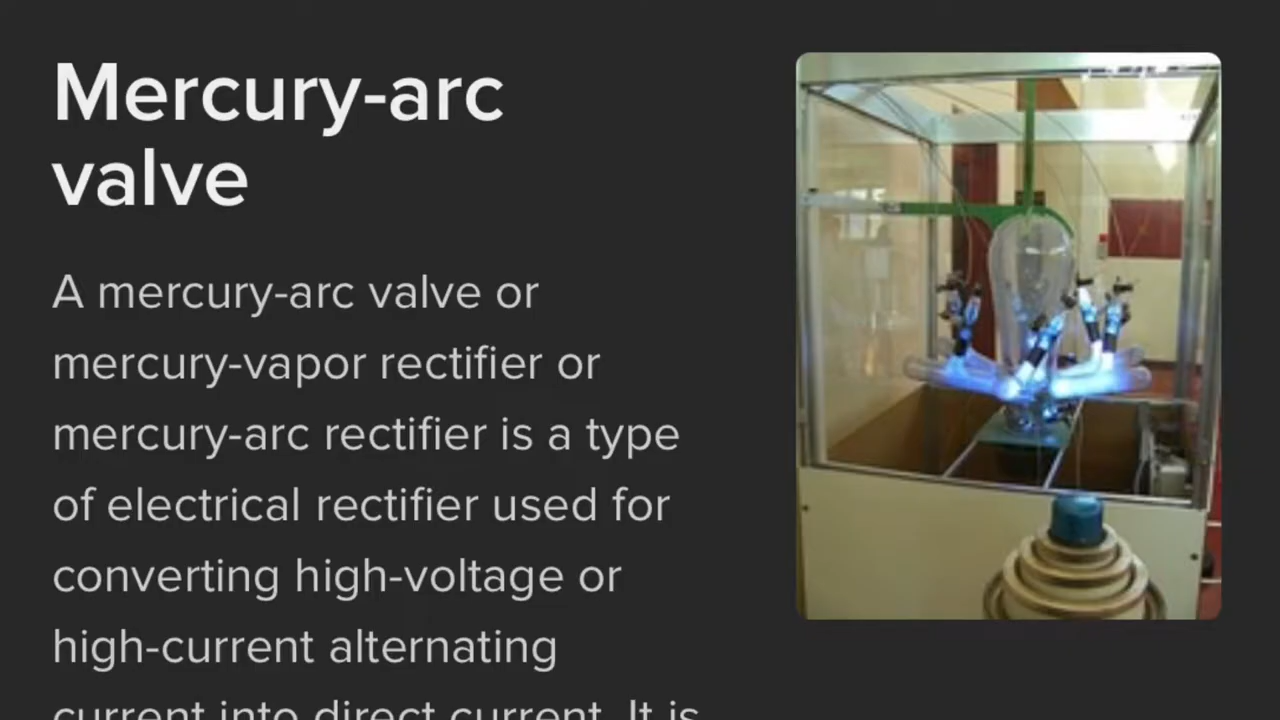 Mercury-arc
valve
A mercury-arc valve or
mercury-vapor rectifier or
mercury-arc rectifier is a type
of electrical rectifier used for
converting high-voltage or
high-current alternating
current into direct current. It is